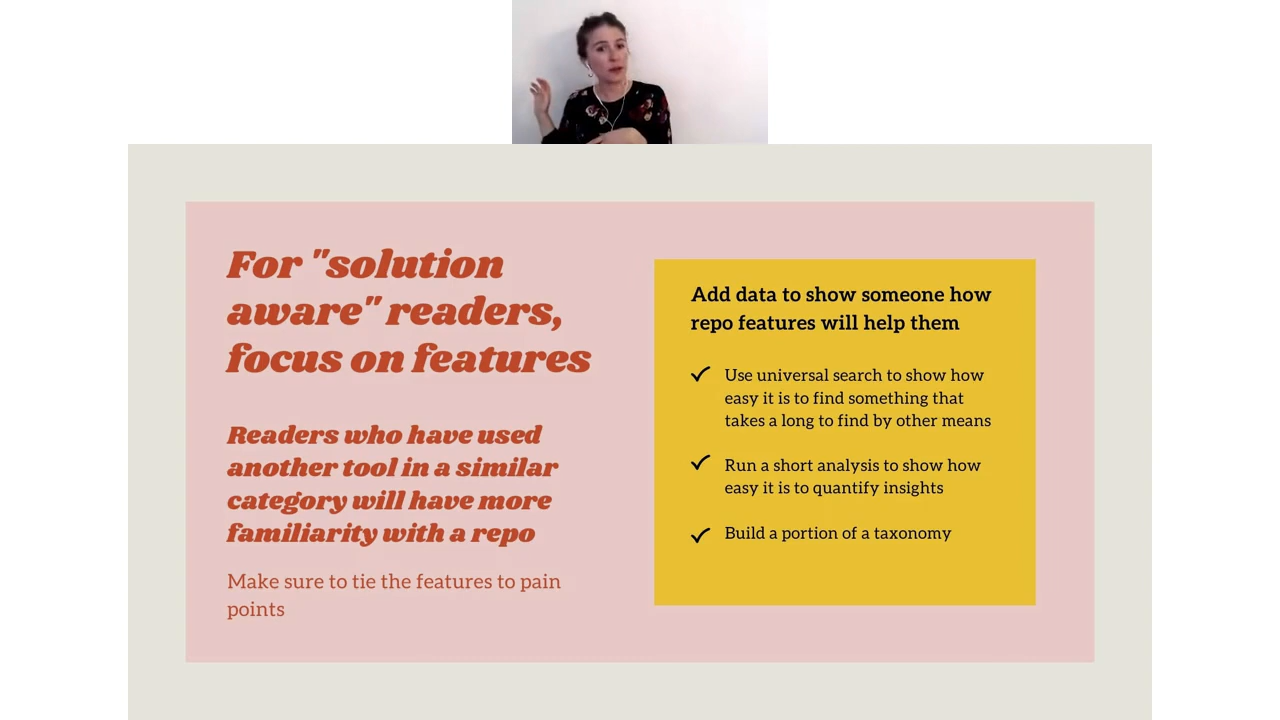 For "solution
aware" readers,
focus on features
Readers who have used
another tool in a similar
category will have more
familiarity with a repo
Make sure to tie the features to pain
points
Add data to show someone how
repo features will help them
Use universal search to show how
easy it is to find something that
takes a long to find by other means
Run a short analysis to show how
easy it is to quantify insights
Build a portion of a taxonomy